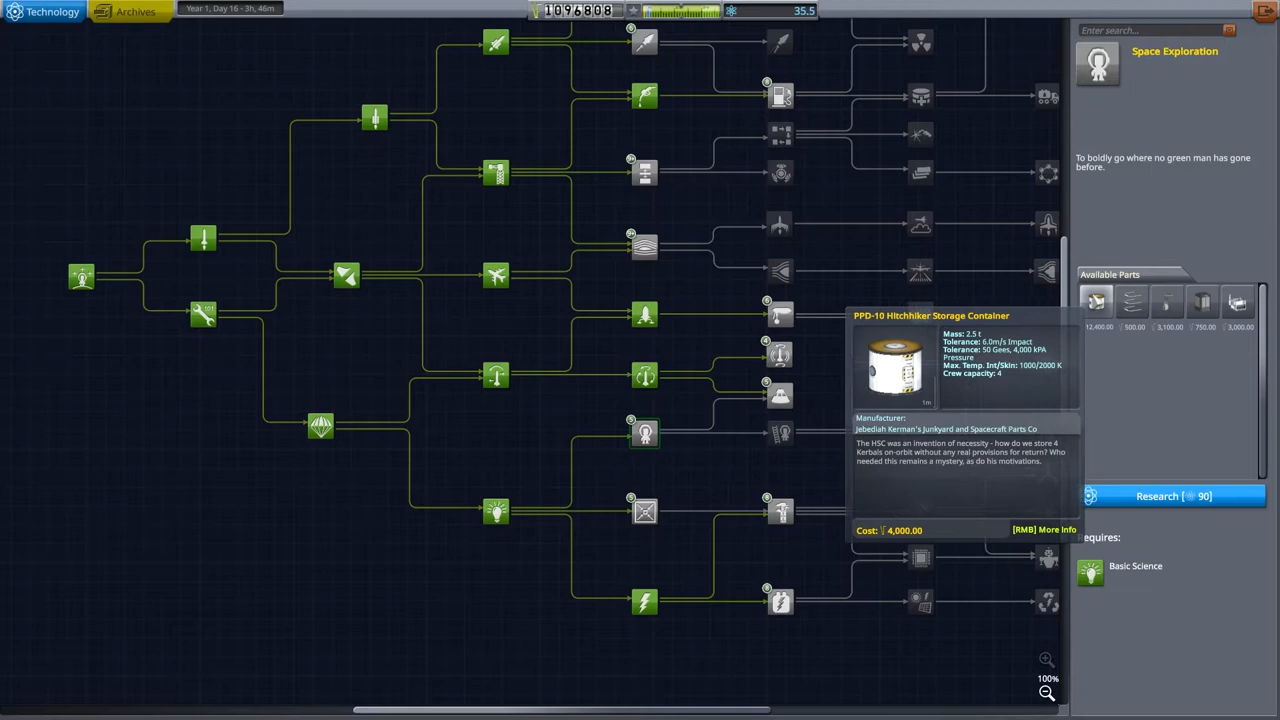 Technology
Archives
Year 1, Day 16 - 3h, 46m
1096808
35.5
Enter search...
Space Exploration
To boldly go where no green man has gone
before.
Available Parts
12,400.00
500.00
3,100.00
750.00
3,000.00
PPD-10 Hitchhiker Storage Container
Mass: 2.5 t
Tolerance: 6.0m/s Impact
Tolerance: 50 Gees, 4,000 kPa
Pressure
Max. Temp. Int/Skin: 1000/2000 K
Crew capacity: 4
1m
Manufacturer:
Jebediah Kerman's Junkyard and Spacecraft Parts Co
The HSC was an invention of necessity - how do we store 4
Kerbals on-orbit without any real provisions for return? Who
needed this remains a mystery, as do his motivations.
Cost: 4,000.00
[RMB] More Info
Research [ 90]
Requires:
Basic Science
100%